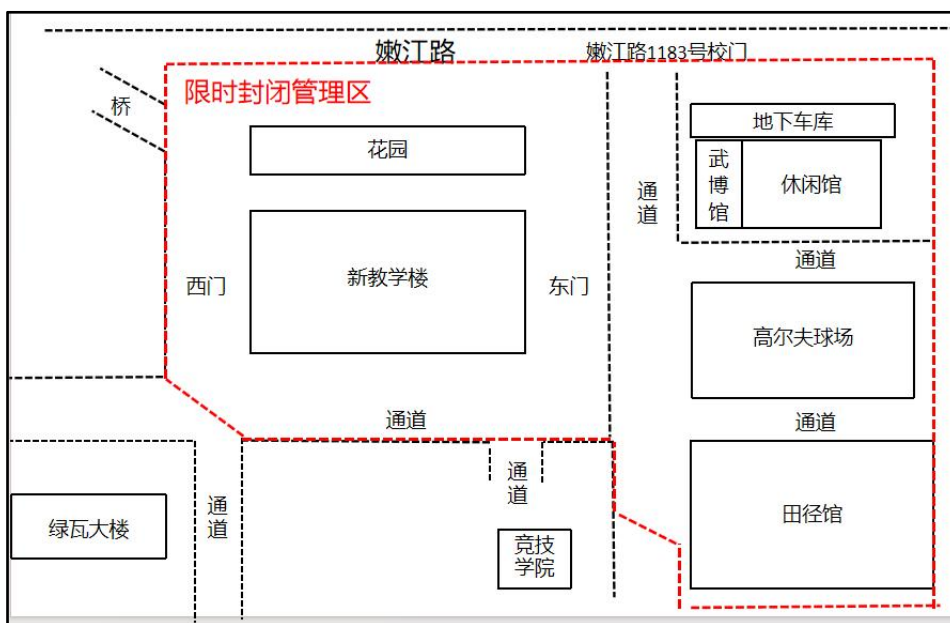 嫩江路
嫩江路1183号校门
限时封闭管理区
桥
花园
地下车库
武博馆
休闲馆
通道
通道
西门
新教学楼
东门
高尔夫球场
通道
通道
通道
通道
绿瓦大楼
竞技
学院
田径馆